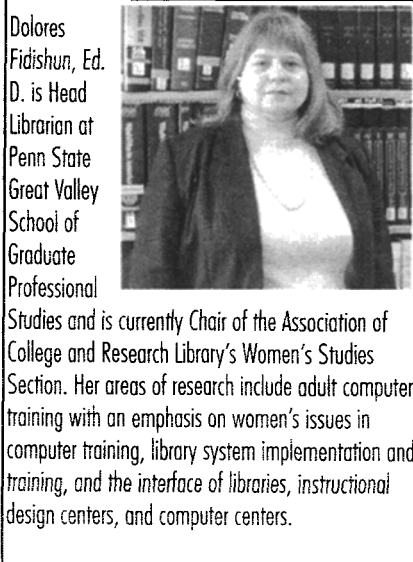 Dolores
Fidishun, Ed.
D. is Head
Librarian at
Penn State
Great Valley
School of
Graduate
Professional
Studies and is currently Chair of the Association of
College and Research Library's Women's Studies
Section. Her areas of research include adult computer
training with an emphasis on women's issues in
computer training, library system implementation and
training, and the interface of libraries, instructional
design centers, and computer centers.